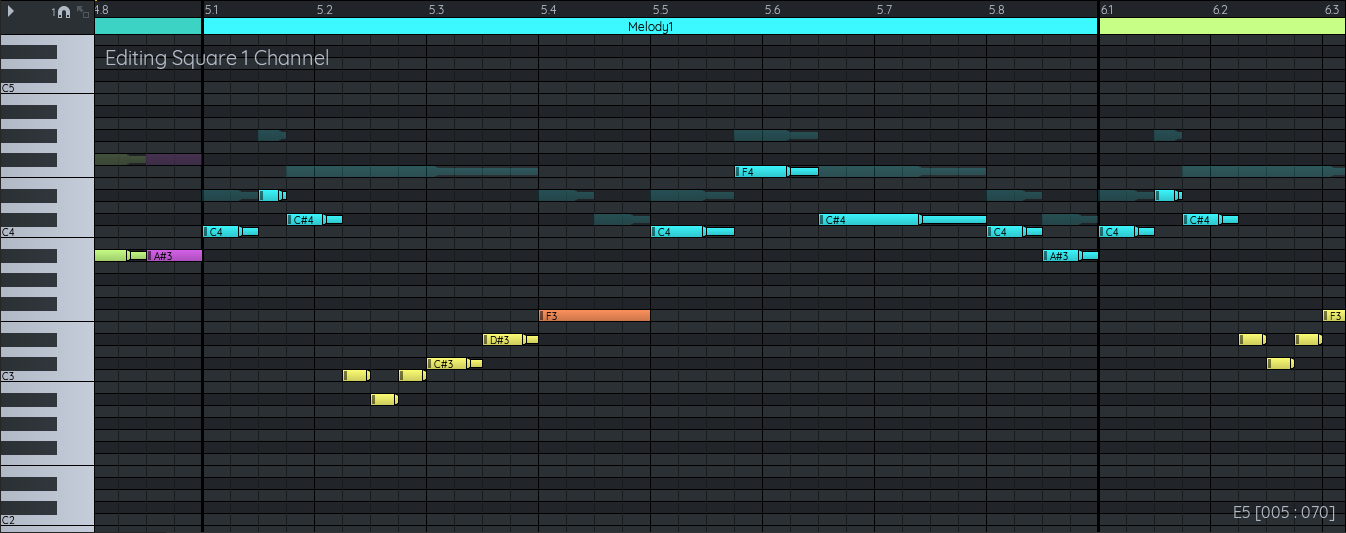 1 4.8 5.1 5.2 5.3 5.4 5.5 5.6 5.7 5.8 6.1 6.2 6.3
Melody1
Editing Square 1 Channel
C5
F4
C#4 C#4 C#4
C4 C4 C4 C4 C4
A#3 A#3
F3 F3
D#3
C#3
C3
E5 [005 : 070]
C2